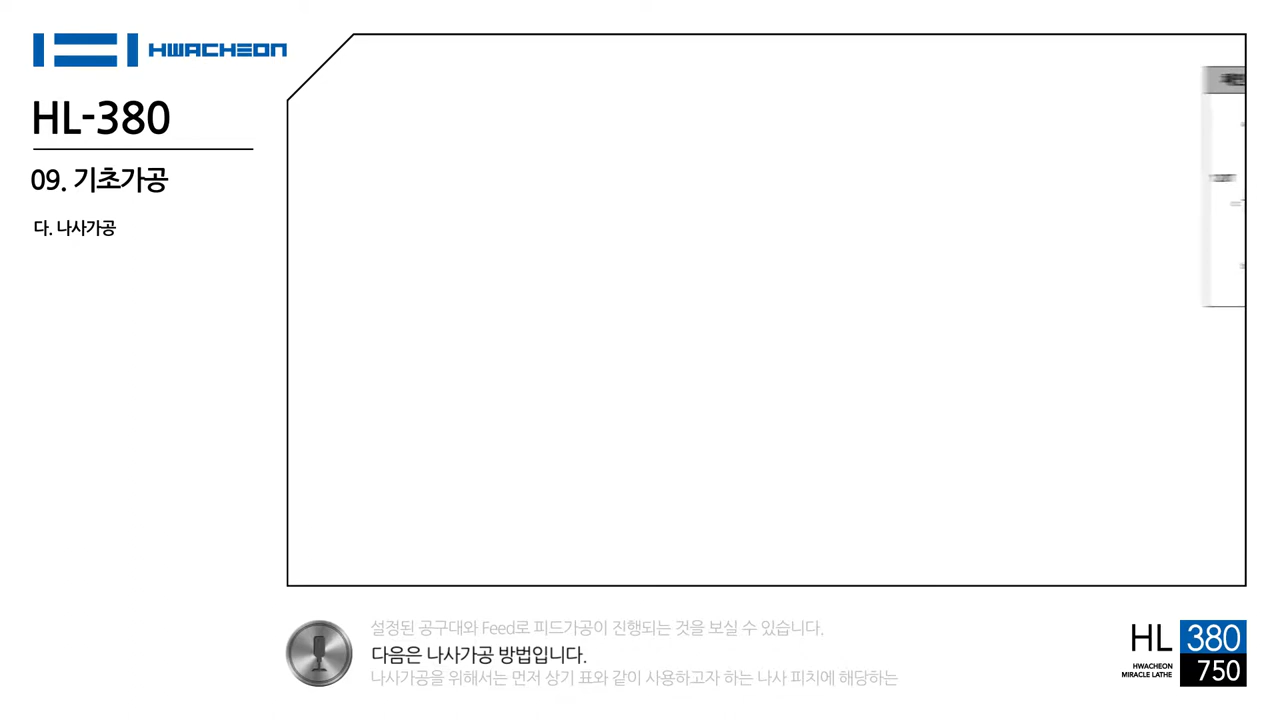 HWACHEON
HL-380
09. 기초가공
다. 나사가공
설정된 공구대와 Feed로 피드가공이 진행되는 것을 보실 수 있습니다.
다음은 나사가공 방법입니다.
나사가공을 위해서는 먼저 상기 표와 같이 사용하고자 하는 나사 피치에 해당하는
HL 380
HWACHEON
MIRACLE LATHE
750